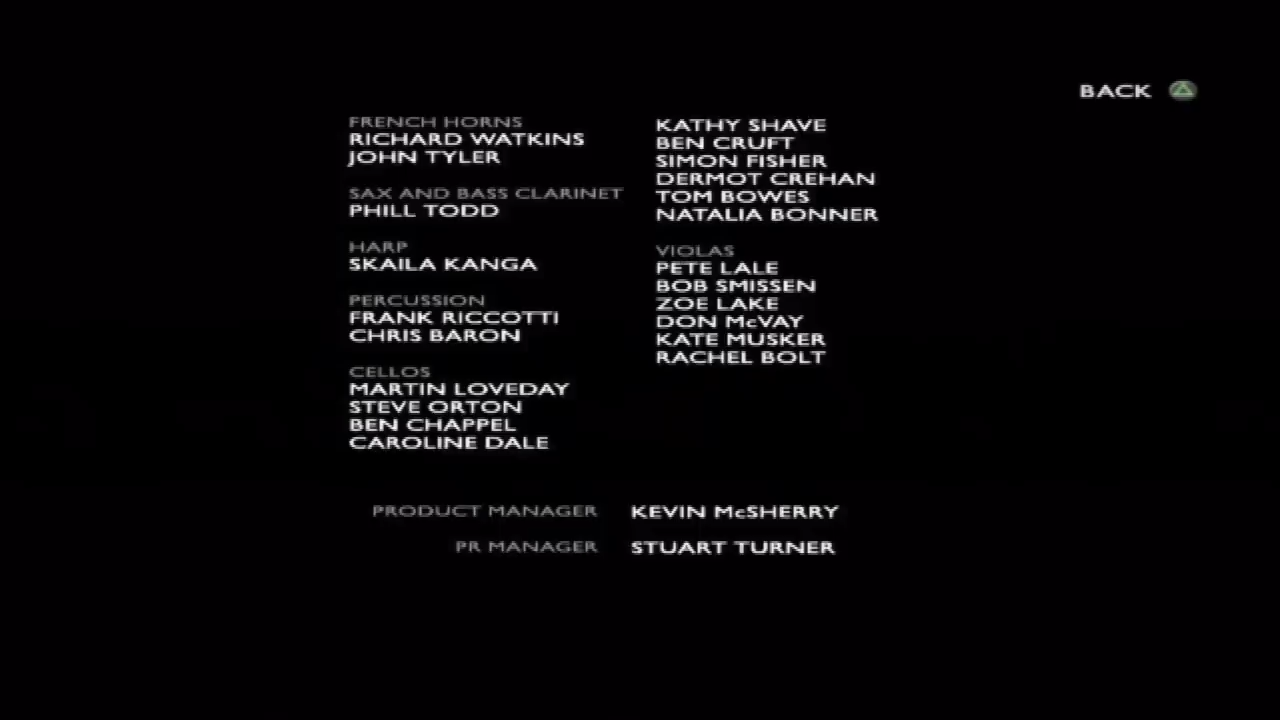 BACK
FRENCH HORNS
RICHARD WATKINS
JOHN TYLER
SAX AND BASS CLARINET
PHILL TODD
HARP
SKAILA KANGA
PERCUSSION
FRANK RICCOTTI
CHRIS BARON
CELLOS
MARTIN LOVEDAY
STEVE ORTON
BEN CHAPPEL
CAROLINE DALE
KATHY SHAVE
BEN CRUFT
SIMON FISHER
DERMOT CREHAN
TOM BOWES
NATALIA BONNER
VIOLAS
PETE LALE
BOB SMISSEN
ZOE LAKE
DON McVAY
KATE MUSKER
RACHEL BOLT
PRODUCT MANAGER KEVIN McSHERRY
PR MANAGER STUART TURNER